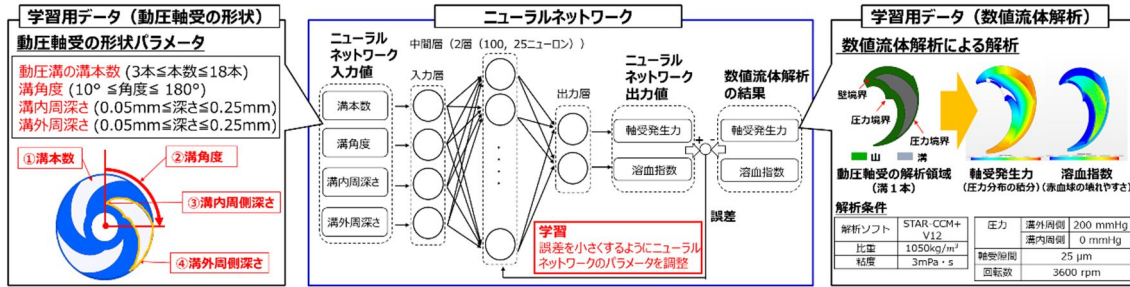 学習用データ（動圧軸受の形状）
動圧軸受の形状パラメータ
動圧溝の溝本数 (3本≦本数≦18本)
溝角度 (10° ≦角度≦ 180°)
溝内周深さ (0.05mm≦深さ≦0.25mm)
溝外周深さ (0.05mm≦深さ≦0.25mm)
①溝本数
②溝角度
③溝内周側深さ
④溝外周側深さ
ニューラルネットワーク
ニューラル
ネットワーク
入力値
溝本数
溝角度
溝内周深さ
溝外周深さ
中間層（2層（100, 25ニューロン））
入力層
出力層
ニューラル
ネットワーク
出力値
軸受発生力
溶血指数
数値流体解析
の結果
軸受発生力
溶血指数
+
-
誤差
学習
誤差を小さくするようにニューラル
ネットワークのパラメータを調整
学習用データ（数値流体解析）
数値流体解析による解析
壁境界
圧力境界
圧力境界
山 溝
動圧軸受の解析領域
(溝１本)
軸受発生力
(圧力分布の積分)
溶血指数
(赤血球の壊れやすさ)
解析条件
解析ソフト STAR-CCM+ V12
比重 1050kg/m³
粘度 3mPa・s
圧力 溝外周側 200 mmHg
溝内周側 0 mmHg
軸受隙間 25 μm
回転数 3600 rpm